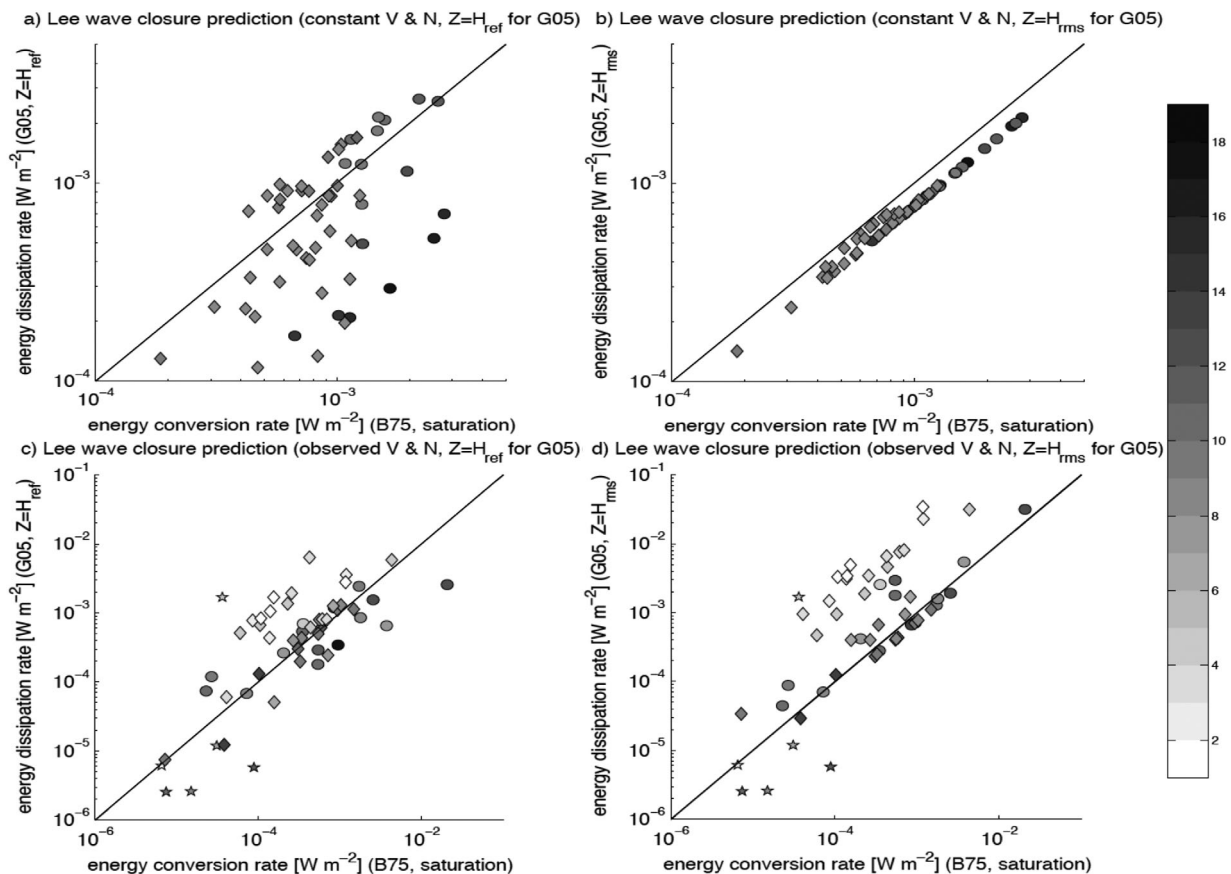 a) Lee wave closure prediction (constant V & N, Z=H_ref for G05)
energy dissipation rate [W m⁻²] (G05, Z=H_ref)
10⁻³
10⁻⁴
10⁻⁴
10⁻³
energy conversion rate [W m⁻²] (B75, saturation)
b) Lee wave closure prediction (constant V & N, Z=H_rms for G05)
energy dissipation rate [W m⁻²] (G05, Z=H_rms)
10⁻³
10⁻⁴
10⁻⁴
10⁻³
energy conversion rate [W m⁻²] (B75, saturation)
c) Lee wave closure prediction (observed V & N, Z=H_ref for G05)
energy dissipation rate [W m⁻²] (G05, Z=H_ref)
10⁻¹
10⁻²
10⁻³
10⁻⁴
10⁻⁵
10⁻⁶
10⁻⁶
10⁻⁴
10⁻²
energy conversion rate [W m⁻²] (B75, saturation)
d) Lee wave closure prediction (observed V & N, Z=H_rms for G05)
energy dissipation rate [W m⁻²] (G05, Z=H_rms)
10⁻¹
10⁻²
10⁻³
10⁻⁴
10⁻⁵
10⁻⁶
10⁻⁶
10⁻⁴
10⁻²
energy conversion rate [W m⁻²] (B75, saturation)
18
16
14
12
10
8
6
4
2